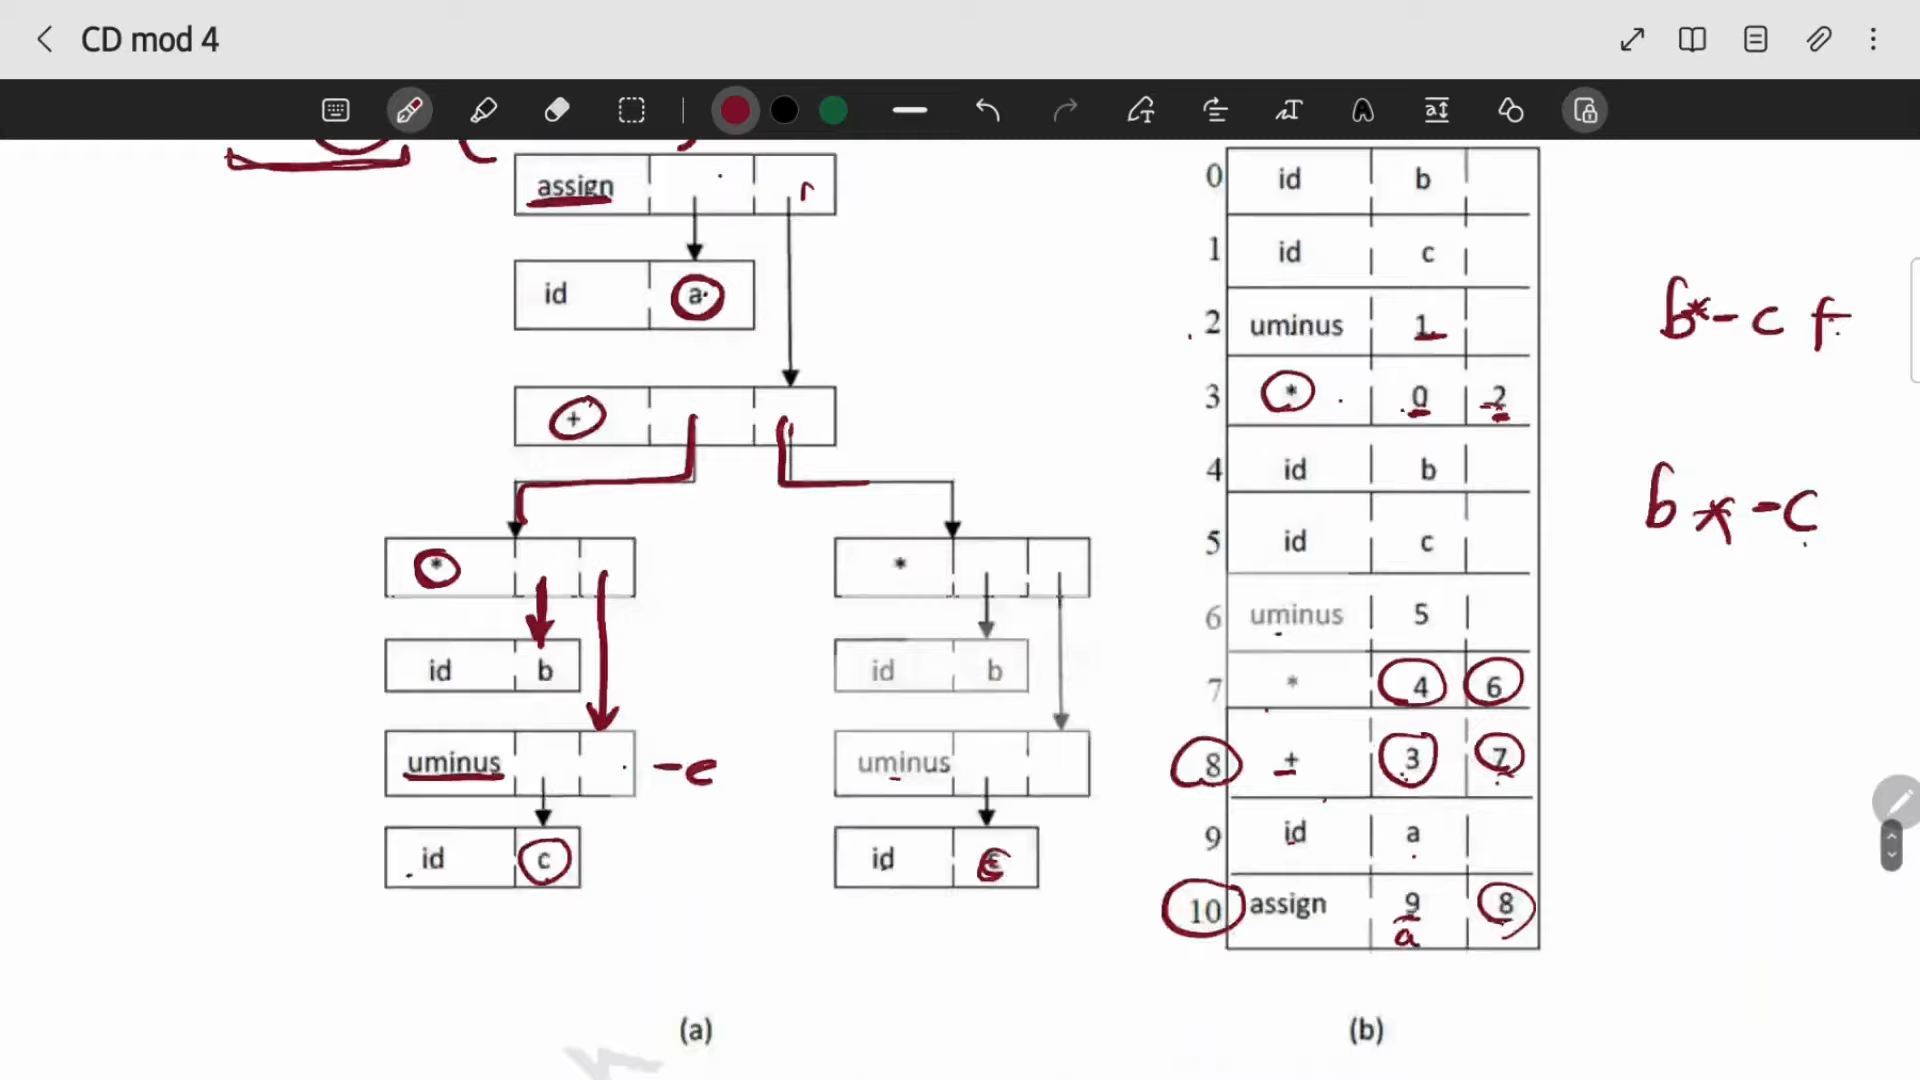 CD mod 4
assign r
id a
+
* *
id b id b
uminus -c uminus
id c id c
(a)
0 id b
1 id c
2 uminus 1
3 * 0 2
4 id b
5 id c
6 uminus 5
7 * 4 6
8 + 3 7
9 id a
10 assign 9 8
a
(b)
b*-c +
b*-c